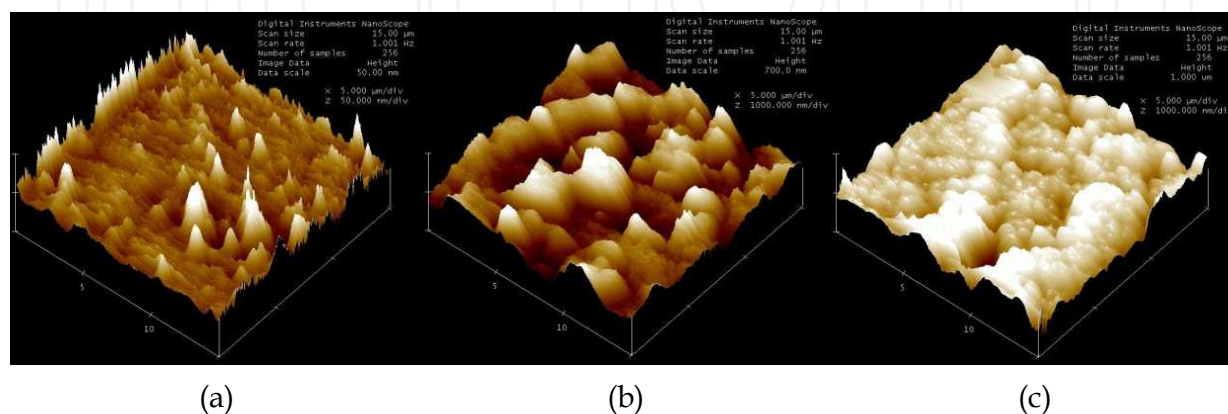 Digital Instruments NanoScope
Scan size 15.00 µm
Scan rate 1.001 Hz
Number of samples 256
Image Data Height
Data scale 50.00 nm
X 5.000 µm/div
Z 50.000 nm/div
5
10
(a)
Digital Instruments NanoScope
Scan size 15.00 µm
Scan rate 1.001 Hz
Number of samples 256
Image Data Height
Data scale 700.0 nm
X 5.000 µm/div
Z 1000.000 nm/div
5
10
(b)
Digital Instruments NanoScope
Scan size 15.00 µm
Scan rate 1.001 Hz
Number of samples 256
Image Data Height
Data scale 1.000 um
X 5.000 µm/div
Z 1000.000 nm/di
5
10
(c)